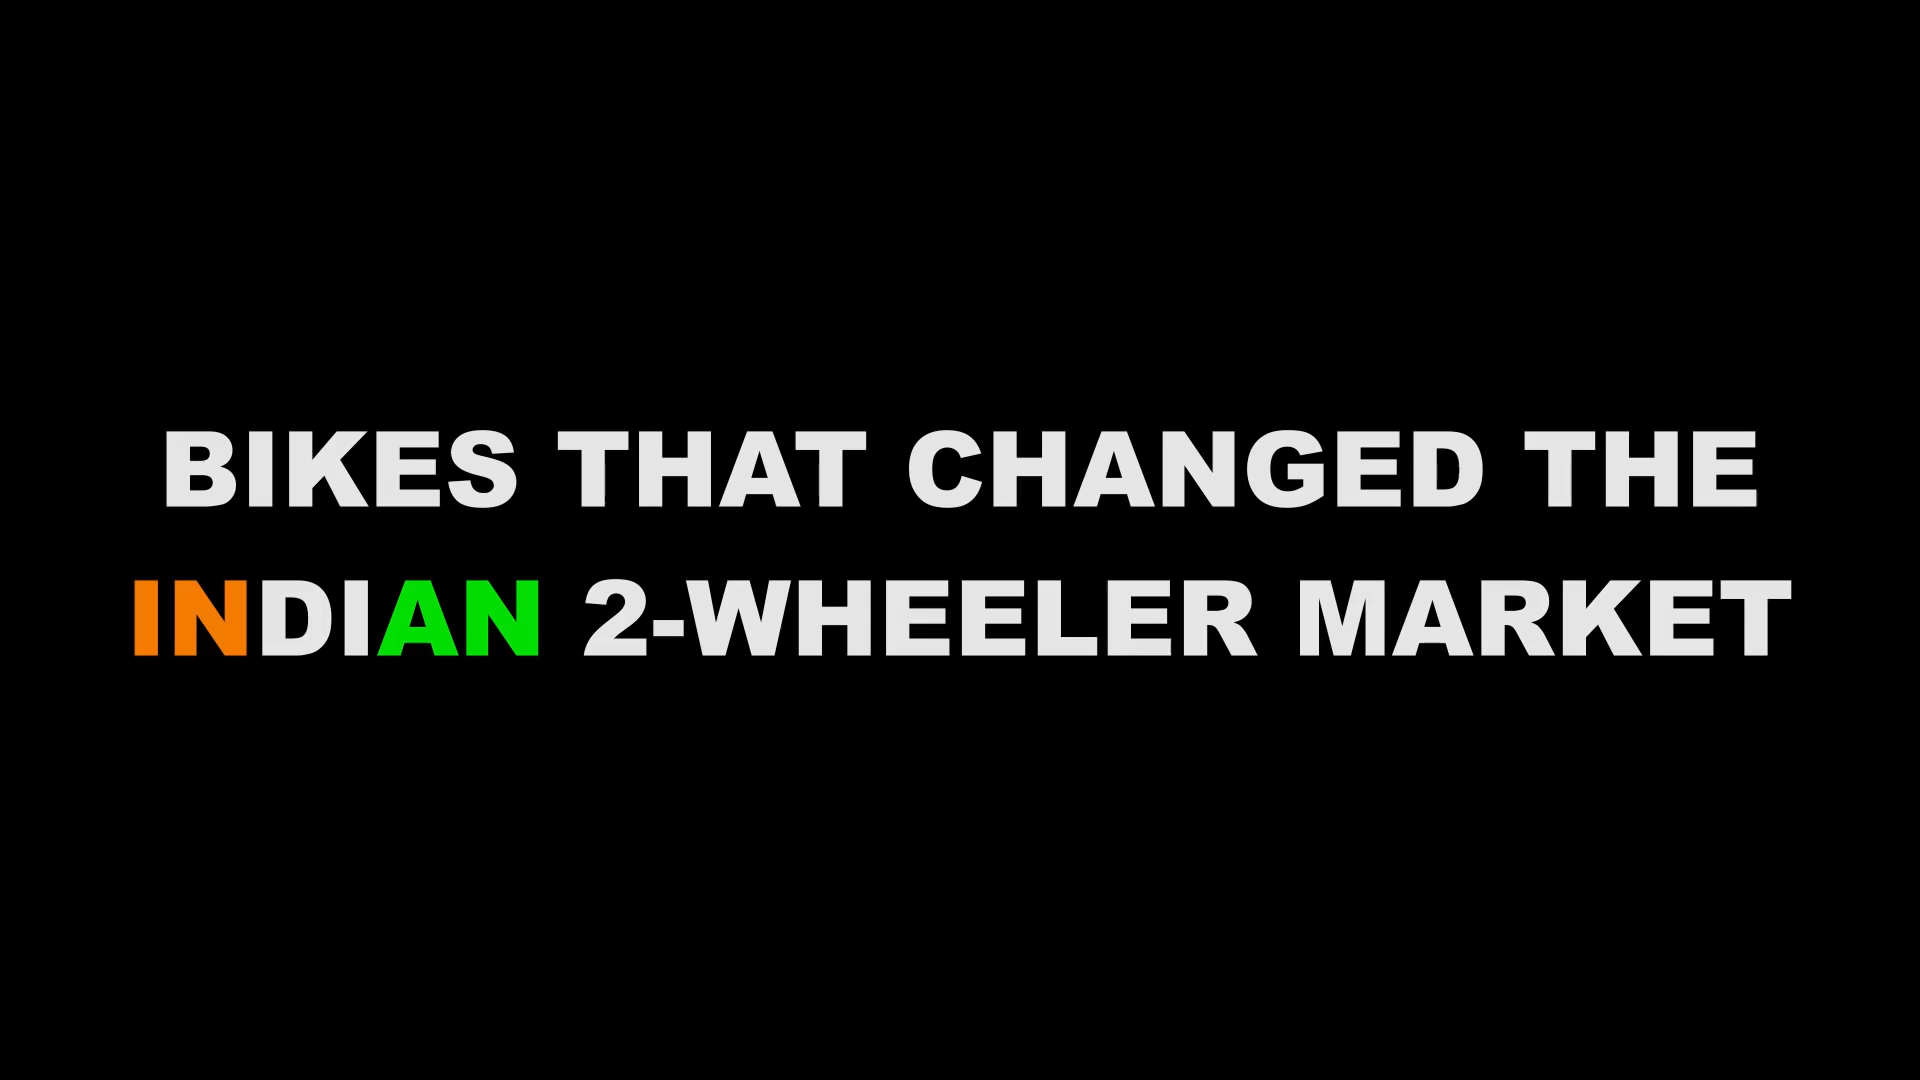 BIKES THAT CHANGED THE
INDIAN 2-WHEELER MARKET